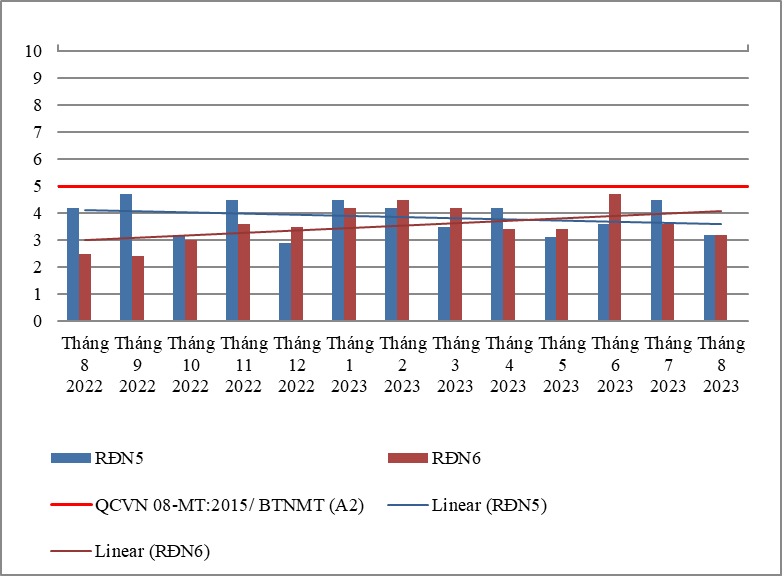 10
9
8
7
6
5
4
3
2
1
0
Tháng 8 2022
Tháng 9 2022
Tháng 10 2022
Tháng 11 2022
Tháng 12 2022
Tháng 1 2023
Tháng 2 2023
Tháng 3 2023
Tháng 4 2023
Tháng 5 2023
Tháng 6 2023
Tháng 7 2023
Tháng 8 2023
RĐN5
RĐN6
QCVN 08-MT:2015/ BTNMT (A2)
Linear (RĐN5)
Linear (RĐN6)